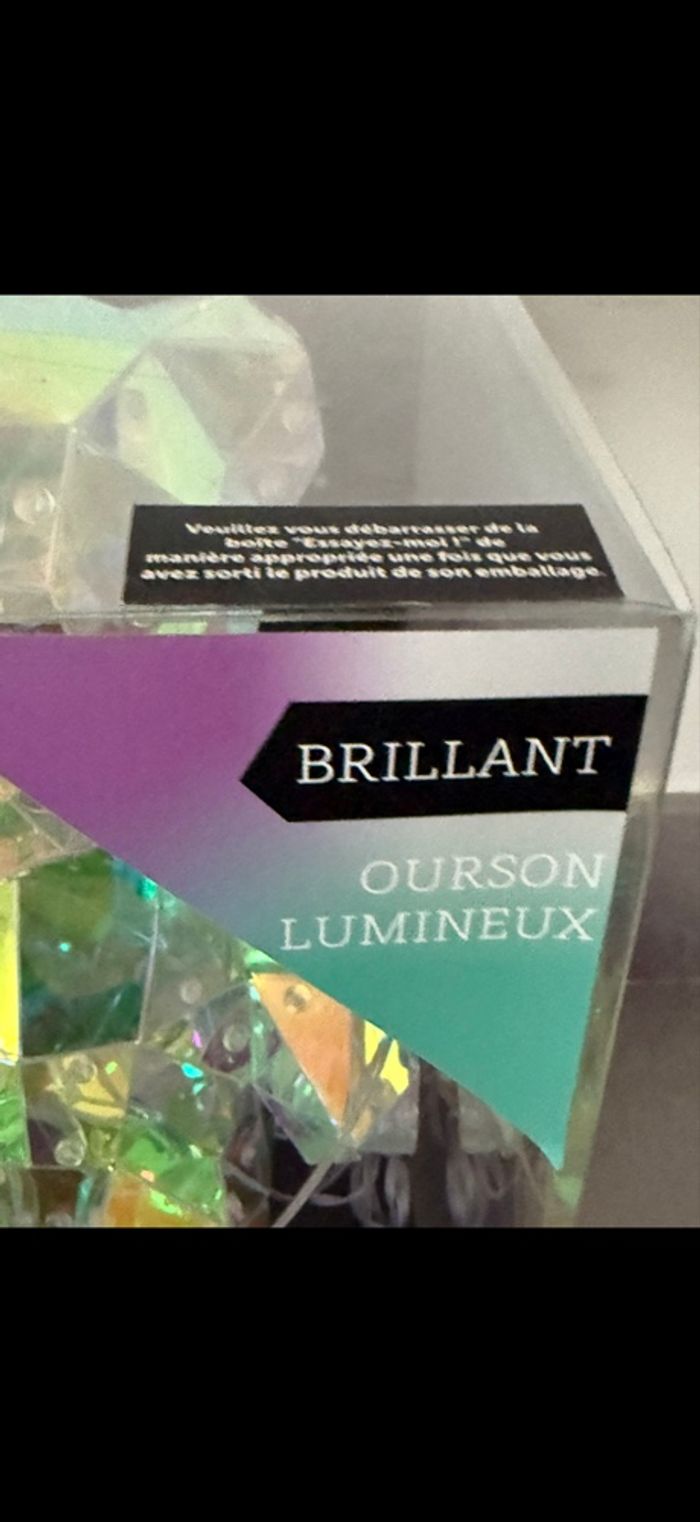 Veuillez vous débarrasser de la
boîte "Essayez-moi !" de
manière appropriée une fois que vous
avez sorti le produit de son emballage.
BRILLANT
OURSON
LUMINEUX